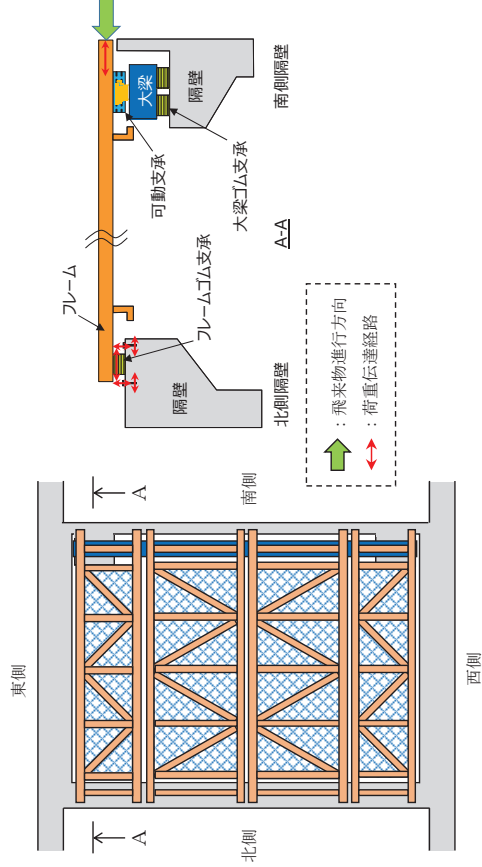 東側
北側
南側
西側
A
A
フレーム
大梁
隔壁
隔壁
可動支承
大梁ゴム支承
フレームゴム支承
北側隔壁
南側隔壁
A-A
：飛来物進行方向
：荷重伝達経路